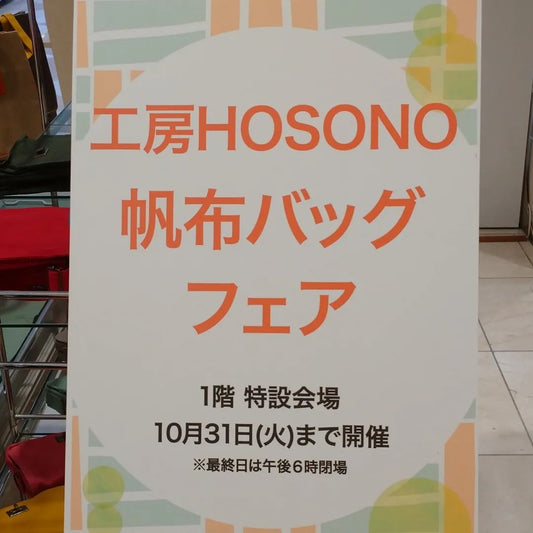 工房HOSONO
帆布バッグ
フェア
1階 特設会場
10月31日(火)まで開催
※最終日は午後6時閉場